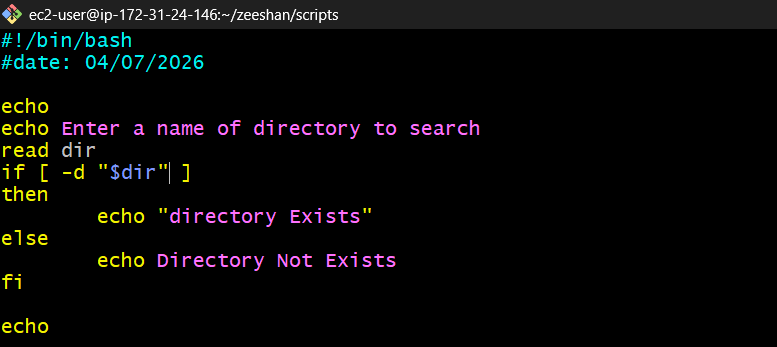 ec2-user@ip-172-31-24-146:~/zeeshan/scripts
#!/bin/bash
#date: 04/07/2026
echo
echo Enter a name of directory to search
read dir
if [ -d "$dir" ]
then
echo "directory Exists"
else
echo Directory Not Exists
fi
echo